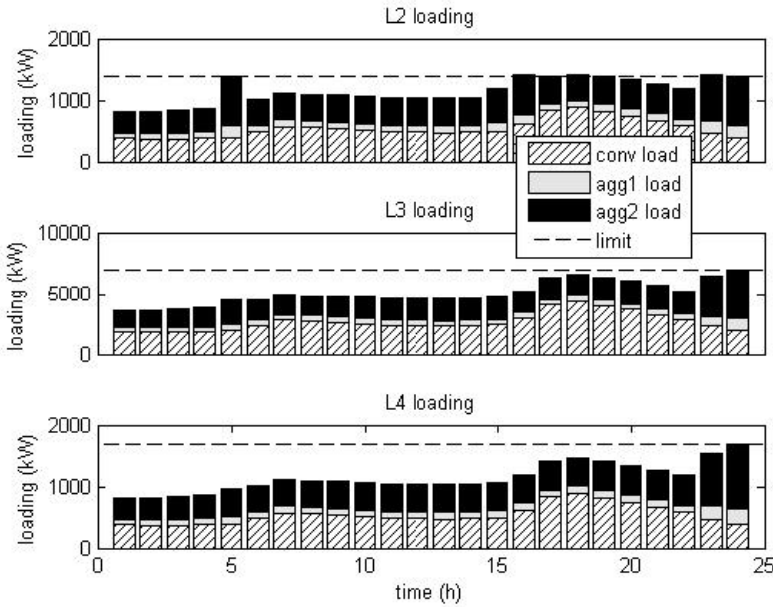 L2 loading
2000
1000
0
loading (kW)
conv load
agg1 load
agg2 load
limit
L3 loading
10000
5000
0
loading (kW)
L4 loading
2000
1000
0
loading (kW)
0 5 10 15 20 25
time (h)